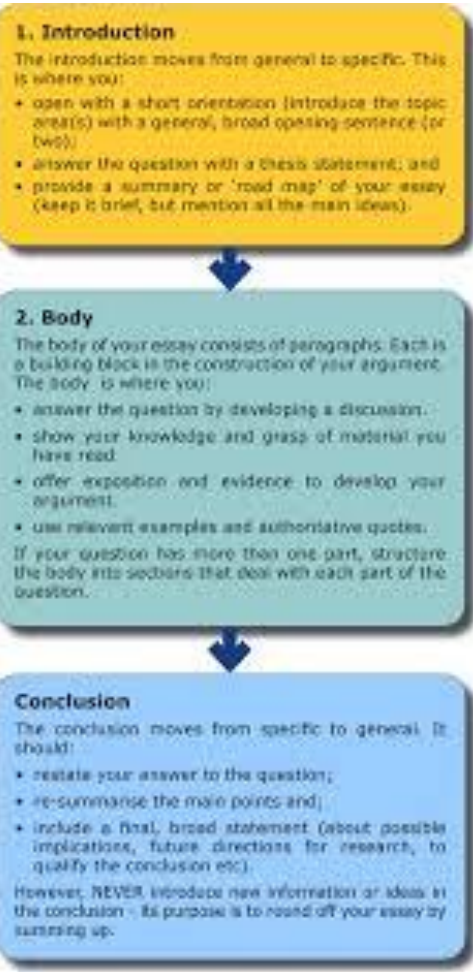 1. Introduction
The introduction moves from general to specific. This
is where you:
• open with a short orientation (introduce the topic
area(s) with a general, broad opening sentence (or
two);
• answer the question with a thesis statement; and
• provide a summary or 'road map' of your essay
(keep it brief, but mention all the main ideas).
2. Body
The body of your essay consists of paragraphs. Each is
a building block in the construction of your argument.
The body is where you:
• answer the question by developing a discussion.
• show your knowledge and grasp of material you
have read
• offer exposition and evidence to develop your
argument.
• use relevant examples and authoritative quotes.
If your question has more than one part, structure
the body into sections that deal with each part of the
question.
Conclusion
The conclusion moves from specific to general. It
should:
• restate your answer to the question;
• re-summarise the main points and;
• include a final, broad statement (about possible
implications, future directions for research, to
qualify the conclusion etc).
However, NEVER introduce new information or ideas in
the conclusion - its purpose is to round off your essay by
summing up.